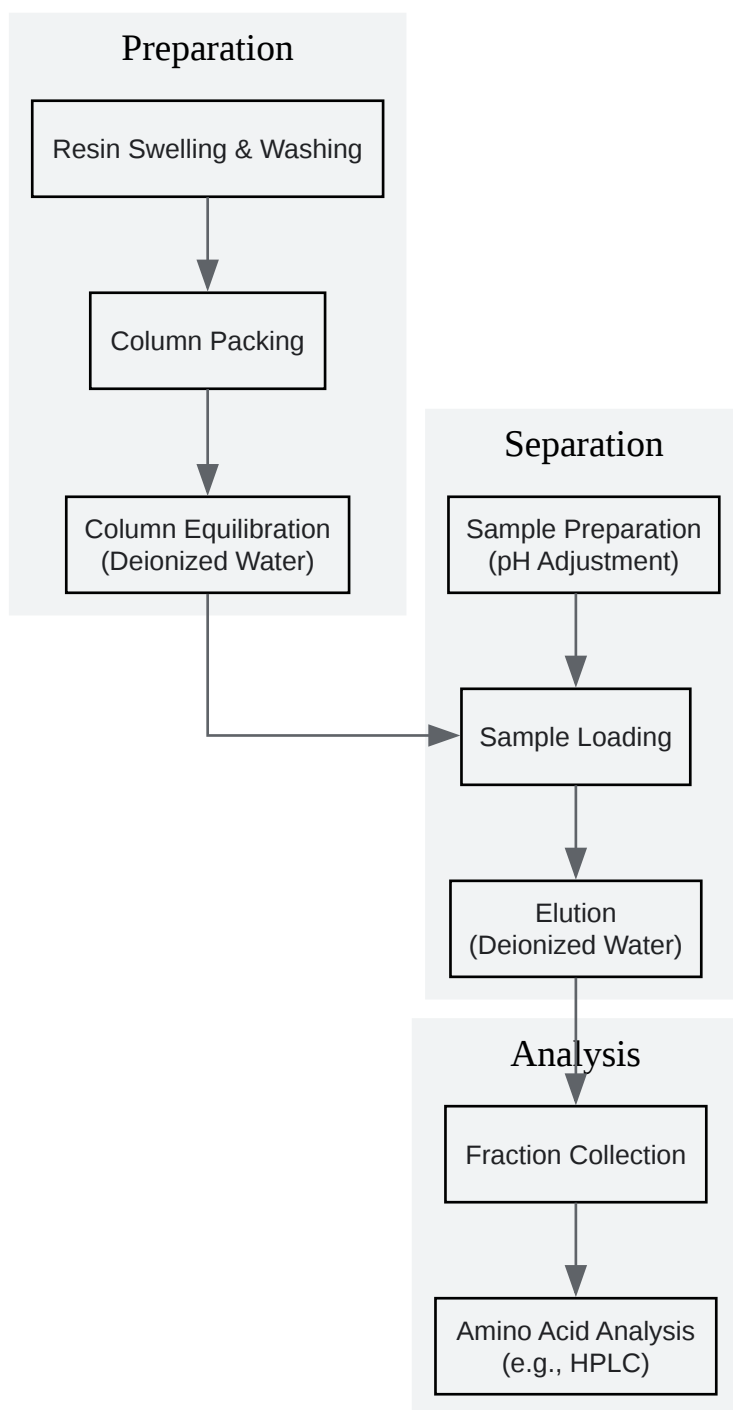 Preparation
Resin Swelling & Washing
Column Packing
Column Equilibration
(Deionized Water)
Separation
Sample Preparation
(pH Adjustment)
Sample Loading
Elution
(Deionized Water)
Analysis
Fraction Collection
Amino Acid Analysis
(e.g., HPLC)